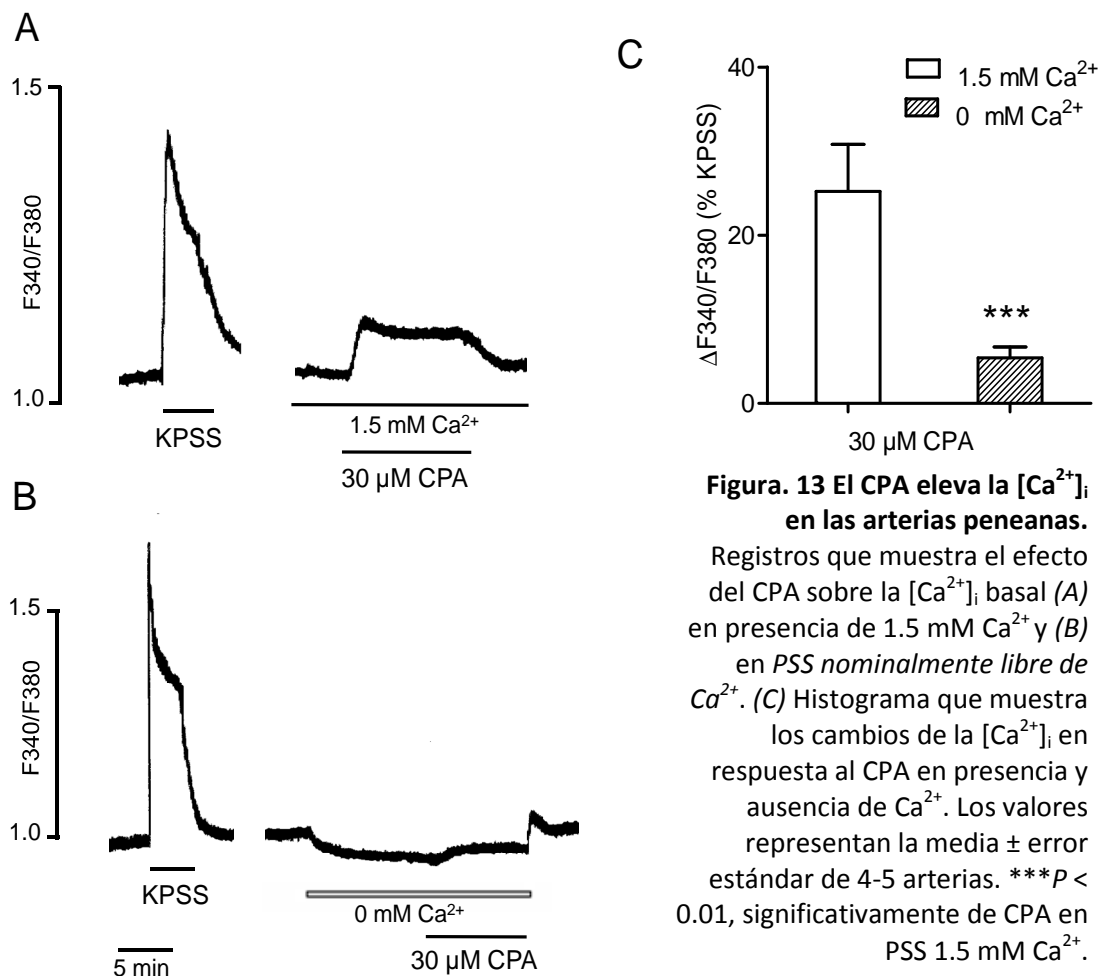 A
1.5
F340/F380
1.0
KPSS
1.5 mM Ca²⁺
30 µM CPA
B
1.5
F340/F380
1.0
KPSS
0 mM Ca²⁺
5 min
30 µM CPA
C
40
20
0
ΔF340/F380 (% KPSS)
1.5 mM Ca²⁺
0 mM Ca²⁺
***
30 µM CPA
Figura. 13 El CPA eleva la [Ca²⁺]ᵢ
en las arterias peneanas.
Registros que muestra el efecto
del CPA sobre la [Ca²⁺]ᵢ basal (A)
en presencia de 1.5 mM Ca²⁺ y (B)
en PSS nominalmente libre de
Ca²⁺. (C) Histograma que muestra
los cambios de la [Ca²⁺]ᵢ en
respuesta al CPA en presencia y
ausencia de Ca²⁺. Los valores
representan la media ± error
estándar de 4-5 arterias. ***P <
0.01, significativamente de CPA en
PSS 1.5 mM Ca²⁺.